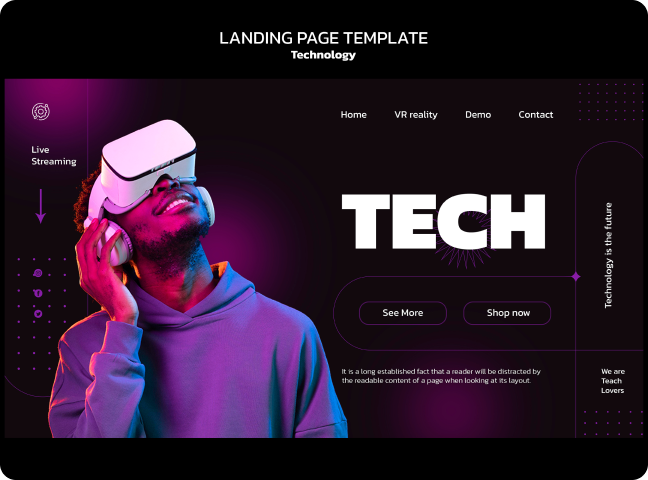 LANDING PAGE TEMPLATE
Technology
Home
VR reality
Demo
Contact
Live
Streaming
TECH
Technology is the future
See More
Shop now
It is a long established fact that a reader will be distracted by
the readable content of a page when looking at its layout.
We are
Teach
Lovers